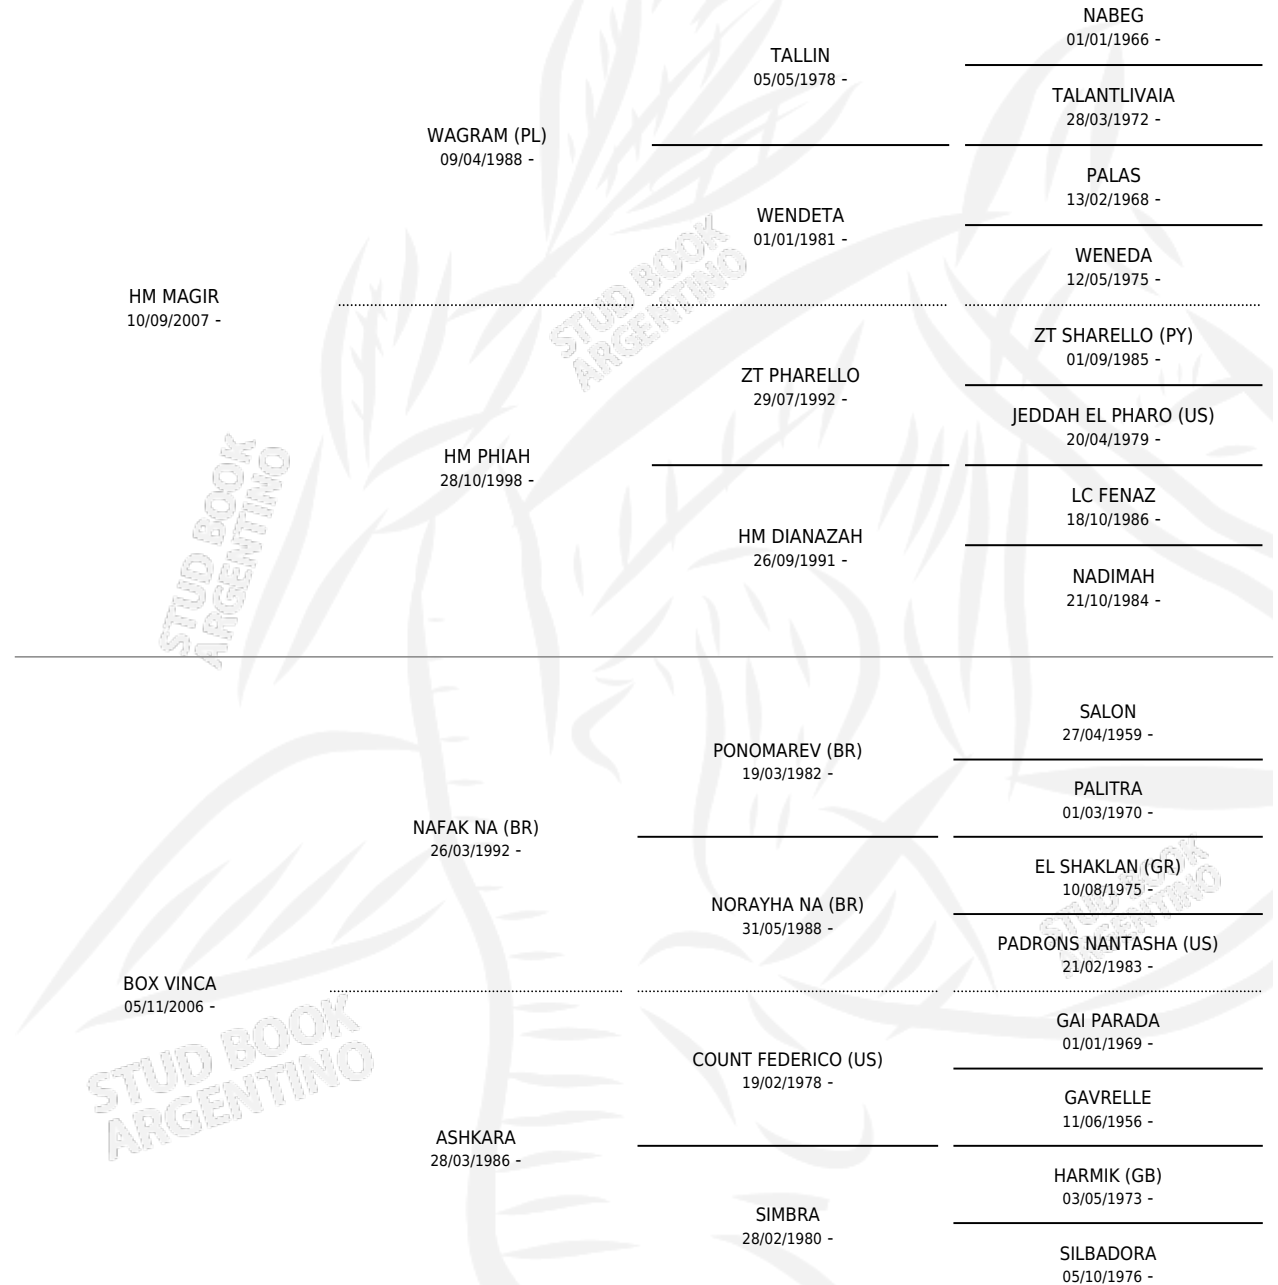 NABEG
01/01/1966 -
TALLIN
05/05/1978 -
TALANTLIVAIA
28/03/1972 -
WAGRAM (PL)
09/04/1988 -
PALAS
13/02/1968 -
WENDETA
01/01/1981 -
WENEDA
12/05/1975 -
HM MAGIR
10/09/2007 -
ZT SHARELLO (PY)
01/09/1985 -
ZT PHARELLO
29/07/1992 -
JEDDAH EL PHARO (US)
20/04/1979 -
HM PHIAH
28/10/1998 -
LC FENAZ
18/10/1986 -
HM DIANAZAH
26/09/1991 -
NADIMAH
21/10/1984 -
STUD BOOK
ARGENTINO
STUD BOOK
ARGENTINO
SALON
27/04/1959 -
PONOMAREV (BR)
19/03/1982 -
PALITRA
01/03/1970 -
NAFAK NA (BR)
26/03/1992 -
EL SHAKLAN (GR)
10/08/1975 -
NORAYHA NA (BR)
31/05/1988 -
PADRONS NANTASHA (US)
21/02/1983 -
BOX VINCA
05/11/2006 -
GAI PARADA
01/01/1969 -
COUNT FEDERICO (US)
19/02/1978 -
GAVRELLE
11/06/1956 -
ASHKARA
28/03/1986 -
HARMIK (GB)
03/05/1973 -
SIMBRA
28/02/1980 -
SILBADORA
05/10/1976 -
STUD BOOK
ARGENTINO
STUD BOOK
ARGENTINO